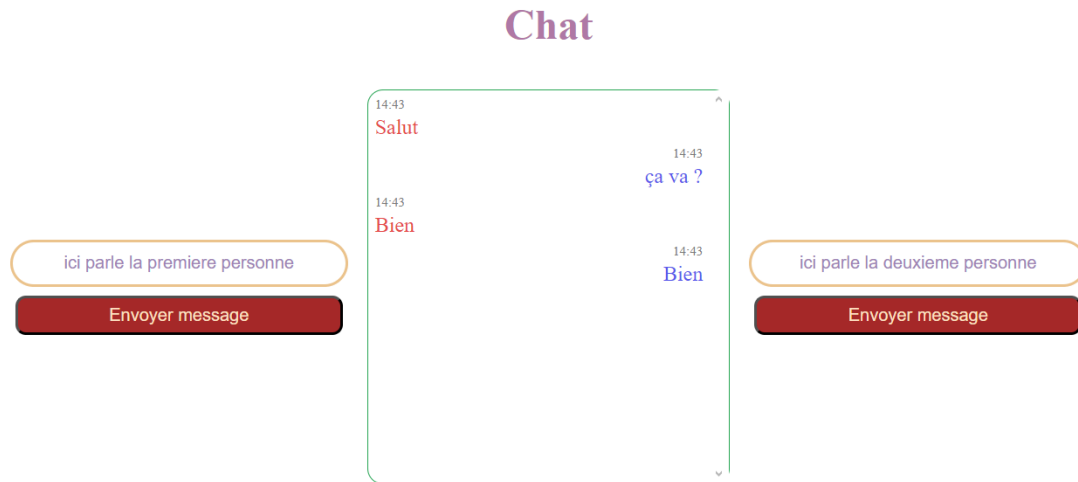 Chat
14:43
Salut
14:43
ça va ?
14:43
Bien
14:43
Bien
ici parle la premiere personne
Envoyer message
ici parle la deuxieme personne
Envoyer message